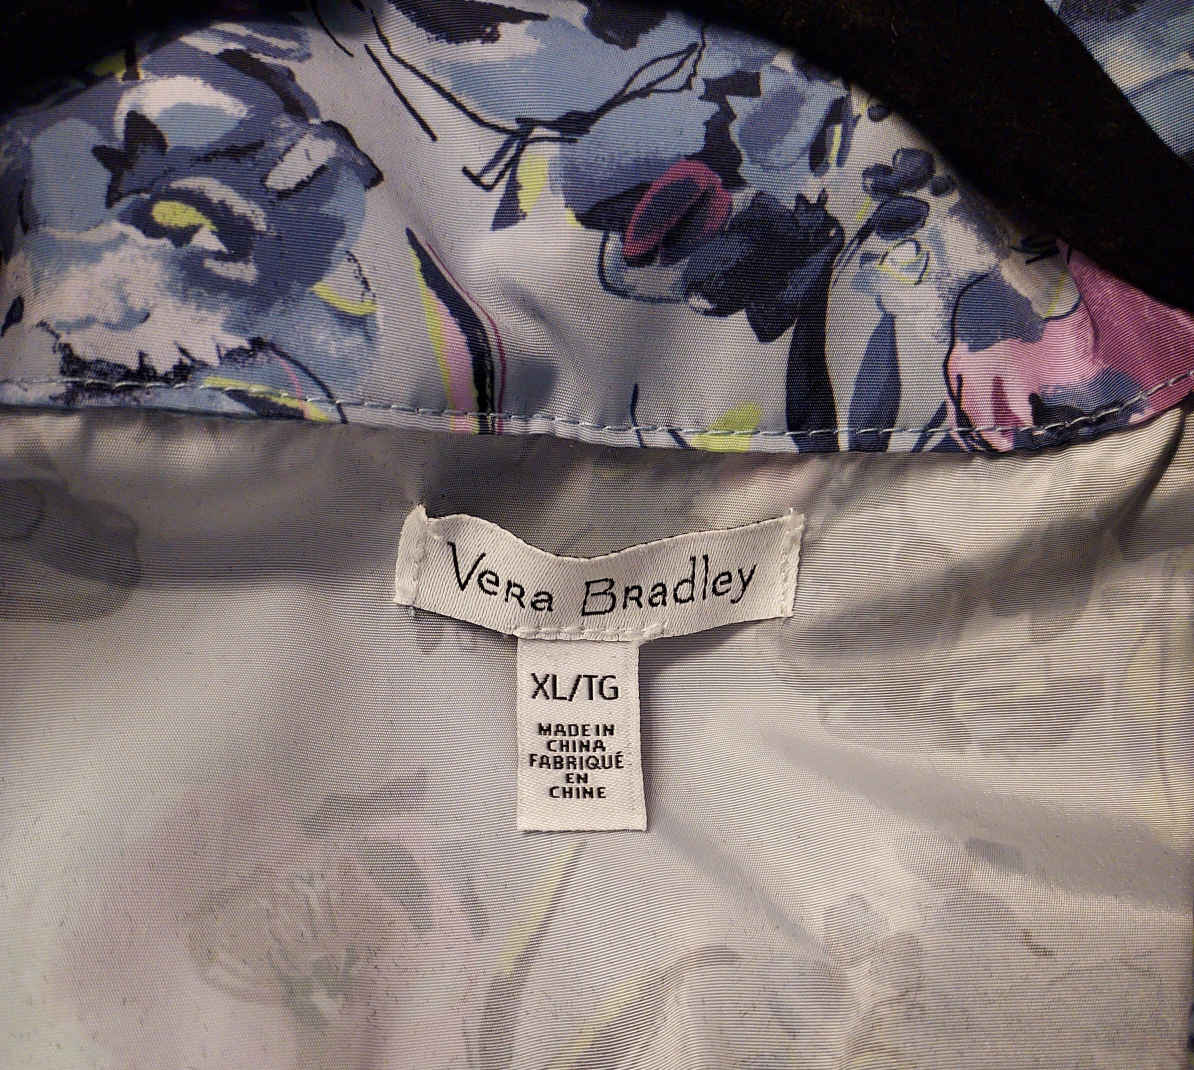 Vera Bradley
XL/TG
MADE IN
CHINA
FABRIQUÉ
EN
CHINE